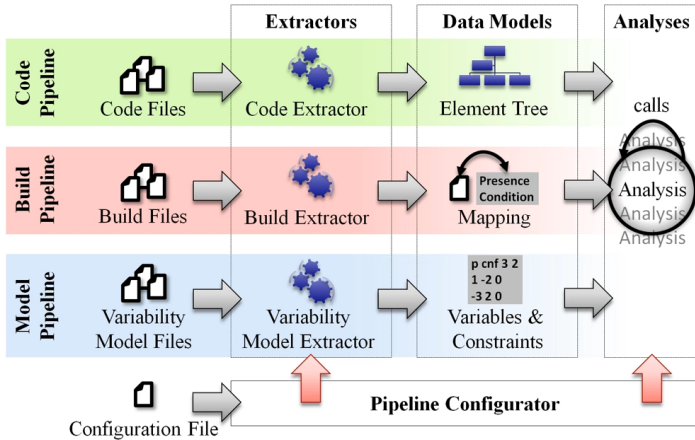 Extractors
Data Models
Analyses
Code
Pipeline
Code Files
Code Extractor
Element Tree
calls
Analysis
Analysis
Analysis
Analysis
Analysis
Build
Pipeline
Build Files
Build Extractor
Presence
Condition
Mapping
Model
Pipeline
Variability
Model Files
Variability
Model Extractor
p cnf 3 2
1 -2 0
-3 2 0
Variables &
Constraints
Configuration File
Pipeline Configurator